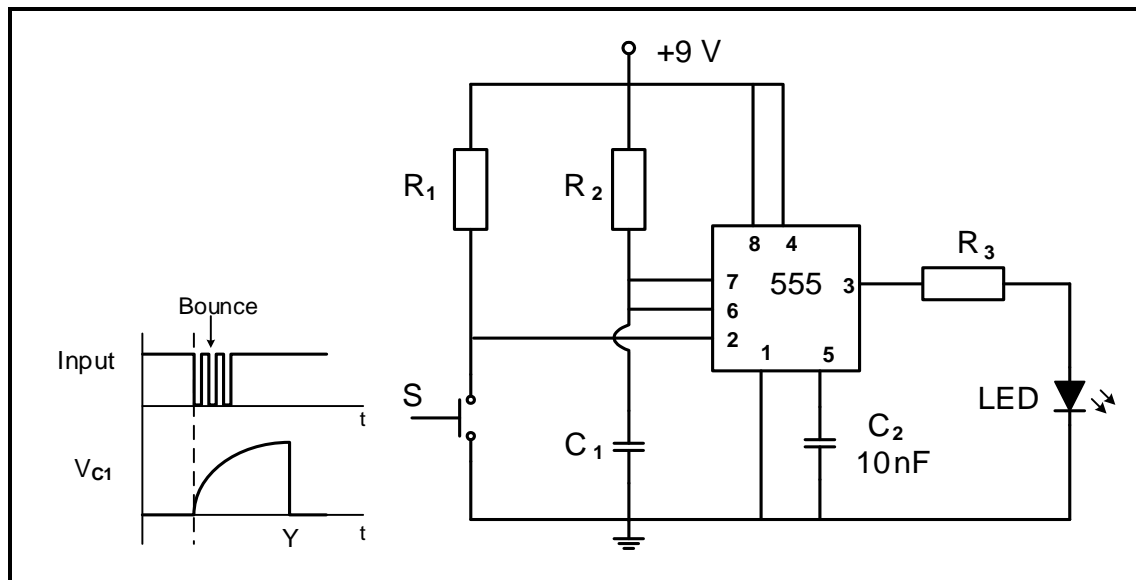 +9 V
R1
R2
8 4
7 555 3
6
2
1 5
R3
Bounce
Input
t
S
C1
C2
10nF
LED
VC1
Y t